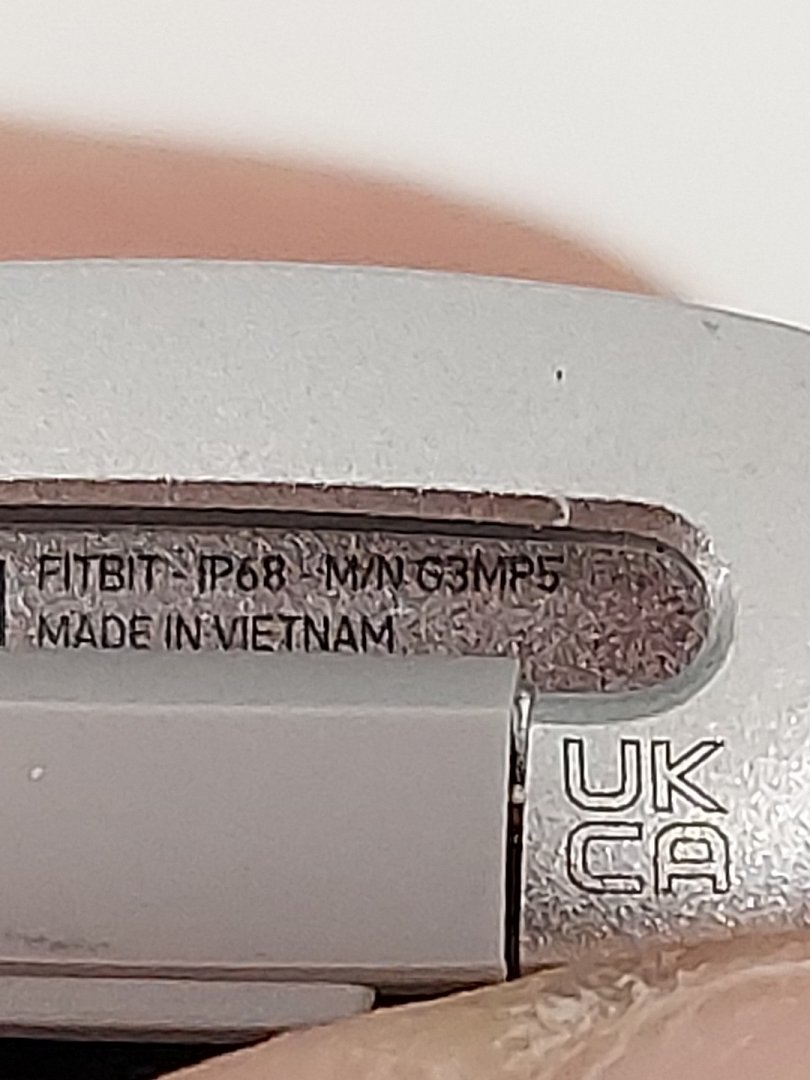 FITBIT - IP68 - M/N G3MP5
MADE IN VIETNAM
UK
CA